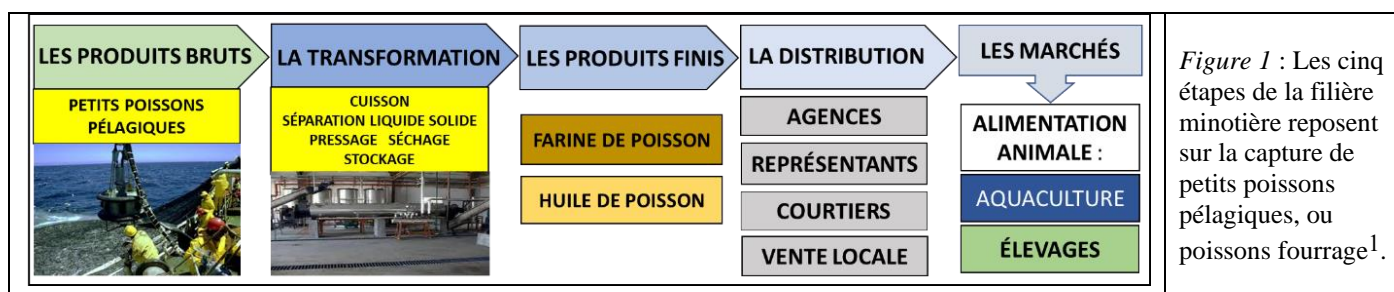 LES PRODUITS BRUTS
PETITS POISSONS
PÉLAGIQUES
LA TRANSFORMATION
CUISSON
SÉPARATION LIQUIDE SOLIDE
PRESSAGE SÉCHAGE
STOCKAGE
LES PRODUITS FINIS
FARINE DE POISSON
HUILE DE POISSON
LA DISTRIBUTION
AGENCES
REPRÉSENTANTS
COURTIERS
VENTE LOCALE
LES MARCHÉS
ALIMENTATION
ANIMALE :
AQUACULTURE
ÉLEVAGES
Figure 1 : Les cinq
étapes de la filière
minotière reposent
sur la capture de
petits poissons
pélagiques, ou
poissons fourrage1.